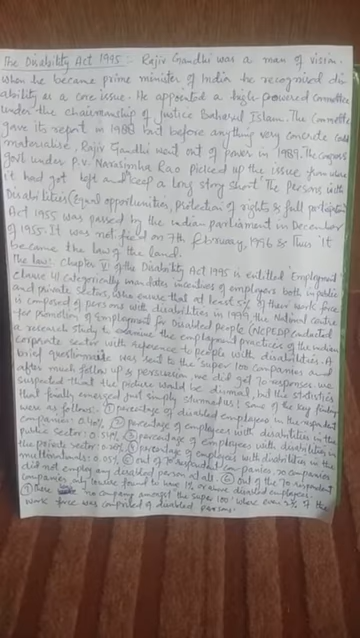 The Disability Act 1995:- Rajiv Gandhi was a man of vision.
When he became prime minister of India he recognised dis
ability as a core issue. He appointed a high powered Committee
under the chairmanship of Justice Baharul Islam. The Committe
gave its report in 1988 but before anything very concrete could
materialise, Rajiv Gandhi went out of power in 1989. The congress
govt under P.V. Narasimha Rao picked up the issue from where
it had got left and keep a long story short The Persons with
Disabilities (Equal opportunities, protection of rights & full participation
Act 1995 was passed by the indian parliament in December
of 1955. It was not fied on 7th february, 1996 & Thus it
became the law of the land.
The law: Chapter VI of the Disability Act 1995 is entitled Employment
Clause 41 categorically mandates incentives of employers both in public
and private sectors, who ensure that at least 5% of their work force
is composed of persons with disabilities in 1999 the National Centre
for promotion of Employment for Disabled people (NCPEDP) conducted
a research study to examine the employment practices of the indian
corporate sector with reference to people with disabilities. A
brief questionnaire was sent to the super 100 companies and
after much follow up & persuasion we did get 70 responses. we
suspected that the picture would be dismal, but the statistics
that finally emerged just simply stunned us! some of the key findings
were as follows: ① percentage of disabled employees in the respondent
companies: 0.40%. ② percentage of employees with disabilities in the
public sector: 0.54% ③ percentage of employees with disabilities in
the private sector: 0.28% ④ percentage of employees with disabilities in the
multinationals: 0.05% ⑤ out of 70 respondent companies, 20 companies
did not employ any disabled person at all. ⑥ Out of the 70 respondent
companies only were found to have 1% or more disabled employees.
⑦ There no company amongst the super 100 where even 2% of the
work force was comprised of disabled persons.